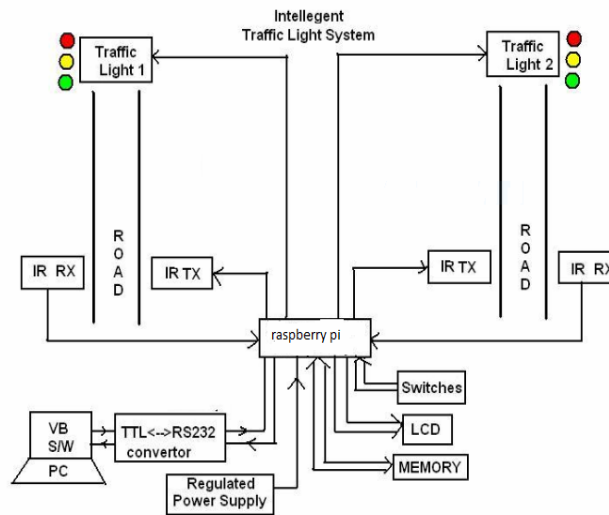 Intellegent
Traffic Light System
Traffic
Light 1
Traffic
Light 2
R
O
A
D
R
O
A
D
IR RX
IR TX
IR TX
IR RX
raspberry pi
Switches
VB
S/W
TTL<-->RS232
convertor
LCD
PC
MEMORY
Regulated
Power Supply